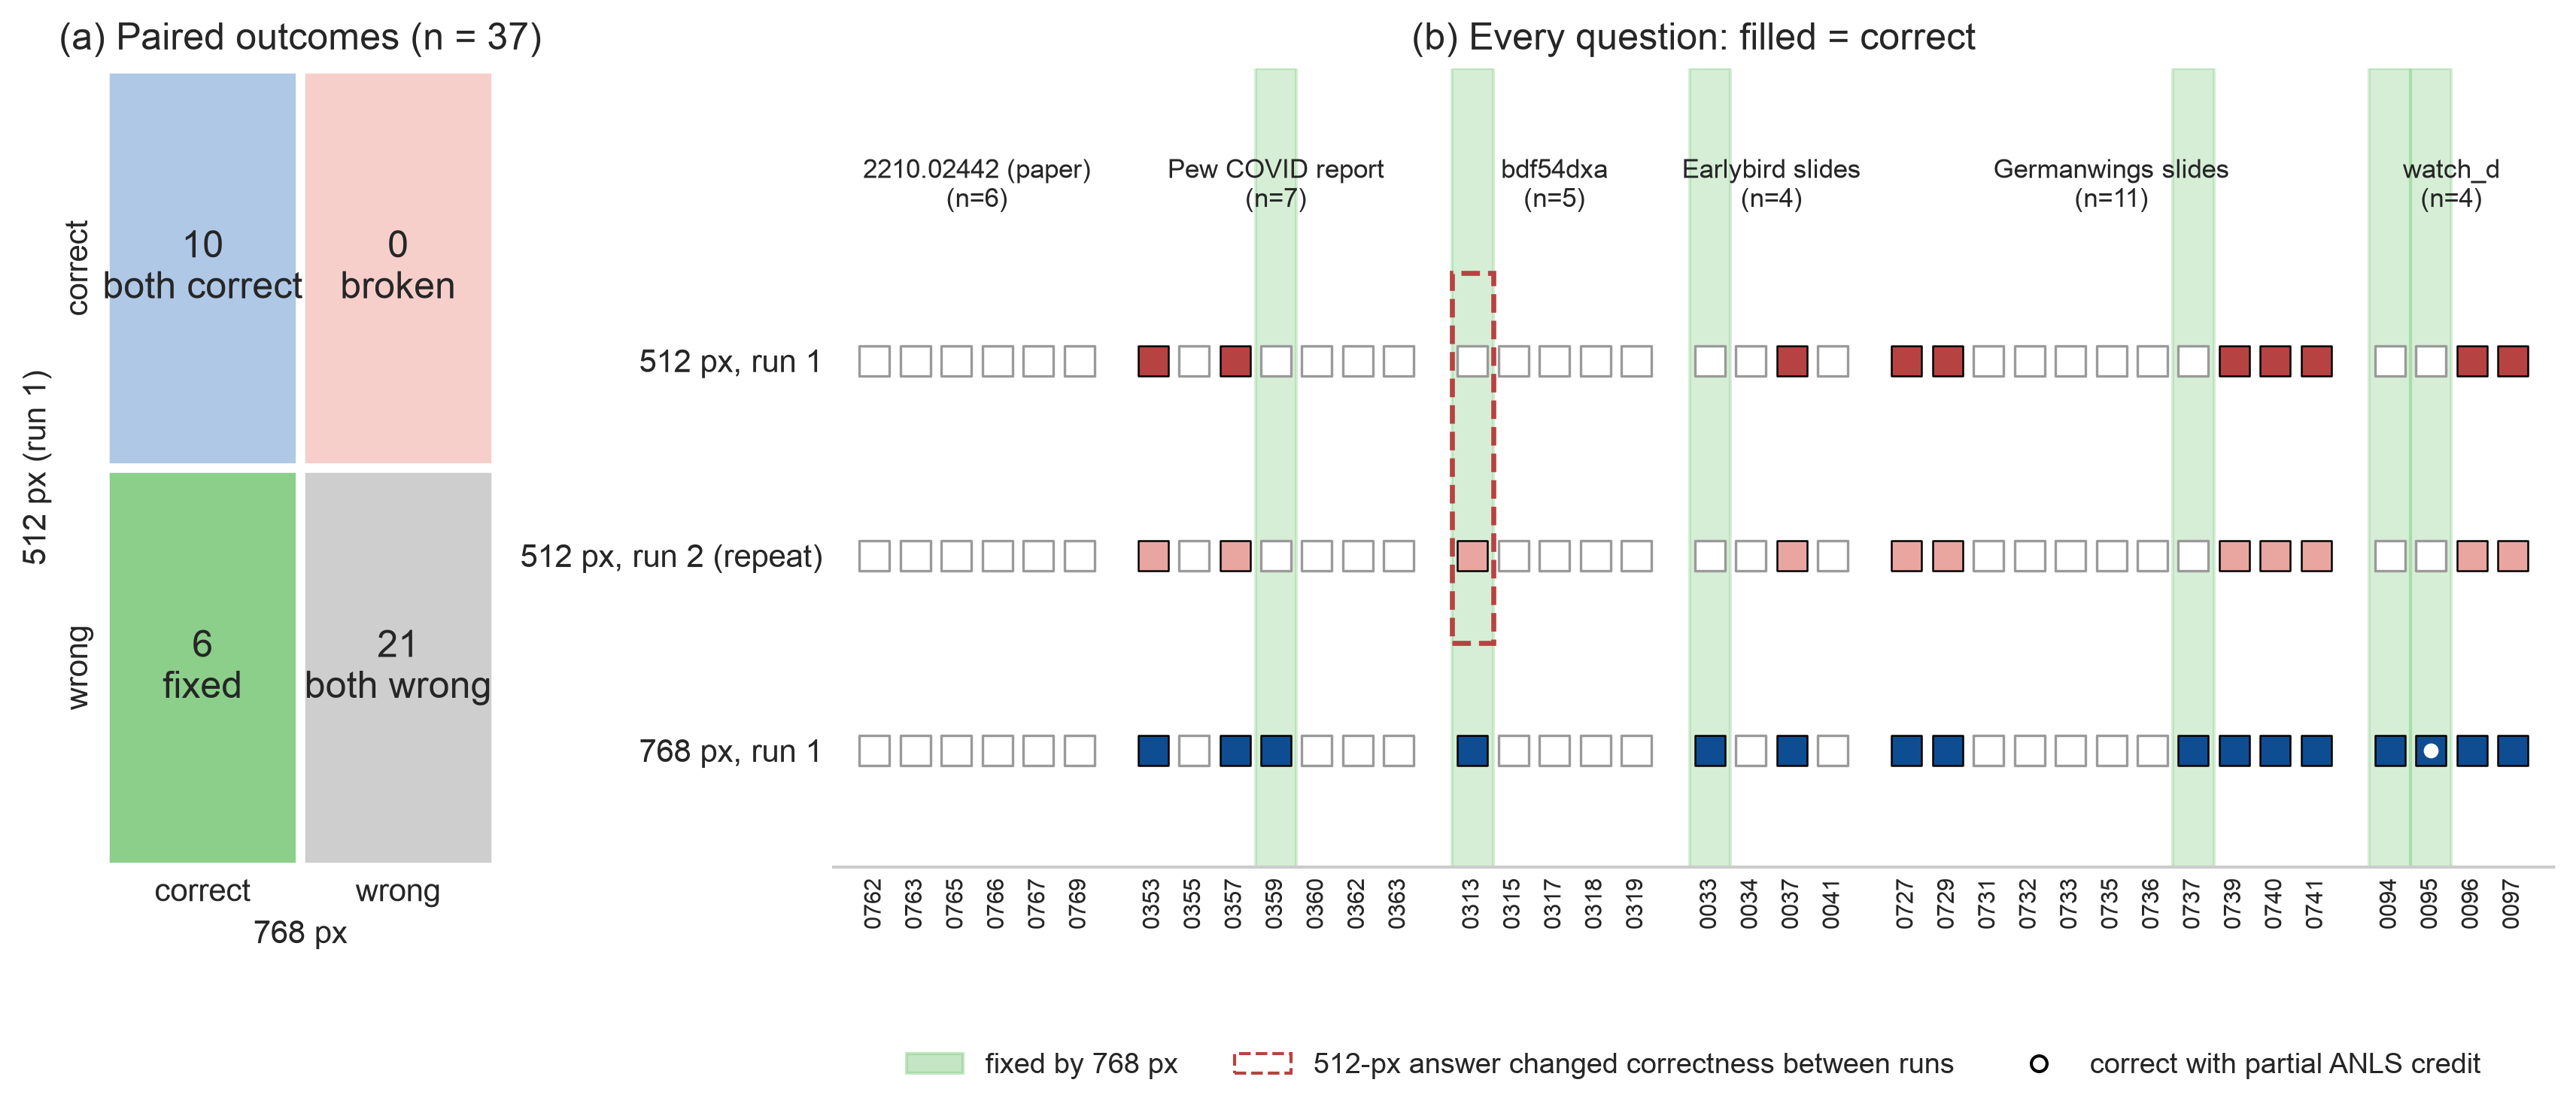 (a) Paired outcomes (n = 37)
512 px (run 1)
correct
wrong
10
both correct
0
broken
6
fixed
21
both wrong
correct
wrong
768 px
(b) Every question: filled = correct
2210.02442 (paper)
(n=6)
Pew COVID report
(n=7)
bdf54dxa
(n=5)
Earlybird slides
(n=4)
Germanwings slides
(n=11)
watch_d
(n=4)
512 px, run 1
512 px, run 2 (repeat)
768 px, run 1
0762
0763
0765
0766
0767
0769
0353
0355
0357
0359
0360
0362
0363
0313
0315
0317
0318
0319
0033
0034
0037
0041
0727
0729
0731
0732
0733
0735
0736
0737
0739
0740
0741
0094
0095
0096
0097
fixed by 768 px
512-px answer changed correctness between runs
correct with partial ANLS credit